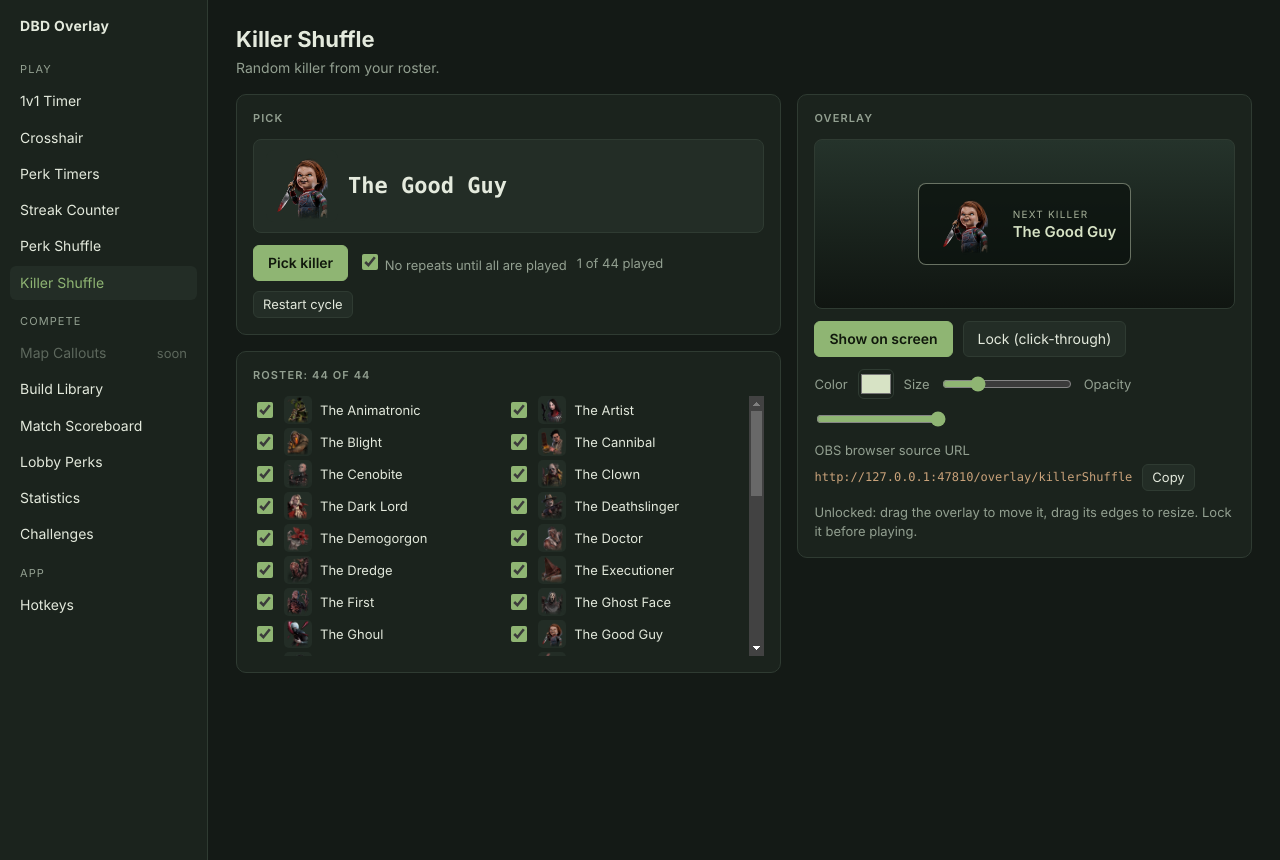 DBD Overlay
PLAY
1v1 Timer
Crosshair
Perk Timers
Streak Counter
Perk Shuffle
Killer Shuffle
COMPETE
Map Callouts soon
Build Library
Match Scoreboard
Lobby Perks
Statistics
Challenges
APP
Hotkeys
Killer Shuffle
Random killer from your roster.
PICK
The Good Guy
Pick killer No repeats until all are played 1 of 44 played
Restart cycle
ROSTER: 44 OF 44
The Animatronic The Artist
The Blight The Cannibal
The Cenobite The Clown
The Dark Lord The Deathslinger
The Demogorgon The Doctor
The Dredge The Executioner
The First The Ghost Face
The Ghoul The Good Guy
OVERLAY
NEXT KILLER
The Good Guy
Show on screen Lock (click-through)
Color Size Opacity
OBS browser source URL
http://127.0.0.1:47810/overlay/killerShuffle Copy
Unlocked: drag the overlay to move it, drag its edges to resize. Lock
it before playing.